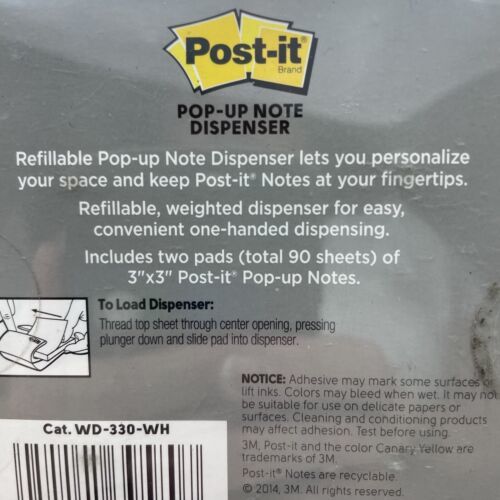 Post-it®
Brand
POP-UP NOTE
DISPENSER
Refillable Pop-up Note Dispenser lets you personalize
your space and keep Post-it® Notes at your fingertips.
Refillable, weighted dispenser for easy,
convenient one-handed dispensing.
Includes two pads (total 90 sheets) of
3"x3" Post-it® Pop-up Notes.
To Load Dispenser:
Thread top sheet through center opening, pressing
plunger down and slide pad into dispenser.
NOTICE: Adhesive may mark some surfaces or
lift inks. Colors may bleed when wet. It may not
be suitable for use on delicate papers or
surfaces. Cleaning and conditioning products
may affect adhesion. Test before using.
3M, Post-it and the color Canary Yellow are
trademarks of 3M.
Post-it® Notes are recyclable.
© 2014, 3M. All rights reserved.
Cat. WD-330-WH